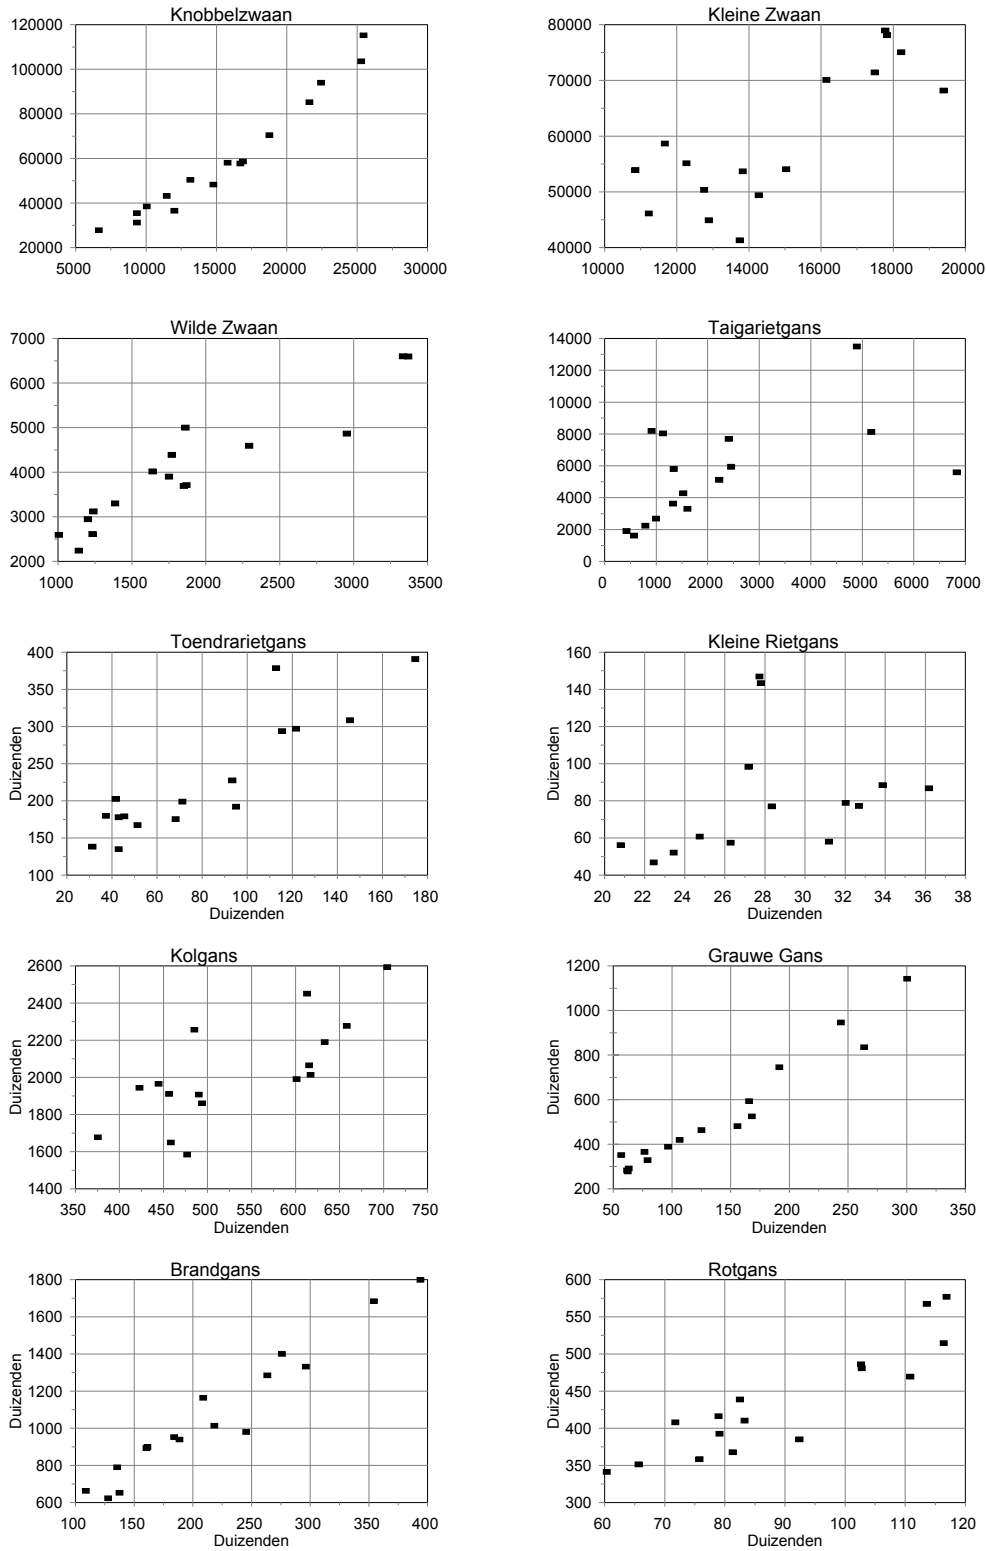 Knobbelzwaan
120000
100000
80000
60000
40000
20000
5000 10000 15000 20000 25000 30000
Kleine Zwaan
80000
70000
60000
50000
40000
10000 12000 14000 16000 18000 20000
Wilde Zwaan
7000
6000
5000
4000
3000
2000
1000 1500 2000 2500 3000 3500
Taigarietgans
14000
12000
10000
8000
6000
4000
2000
0
0 1000 2000 3000 4000 5000 6000 7000
Toendrarietgans
400
350
300
250
200
150
100
Duizenden
20 40 60 80 100 120 140 160 180
Duizenden
Kleine Rietgans
160
140
120
100
80
60
40
Duizenden
20 22 24 26 28 30 32 34 36 38
Duizenden
Kolgans
2600
2400
2200
2000
1800
1600
1400
Duizenden
350 400 450 500 550 600 650 700 750
Duizenden
Grauwe Gans
1200
1000
800
600
400
200
Duizenden
50 100 150 200 250 300 350
Duizenden
Brandgans
1800
1600
1400
1200
1000
800
600
Duizenden
100 150 200 250 300 350 400
Duizenden
Rotgans
600
550
500
450
400
350
300
Duizenden
60 70 80 90 100 110 120
Duizenden